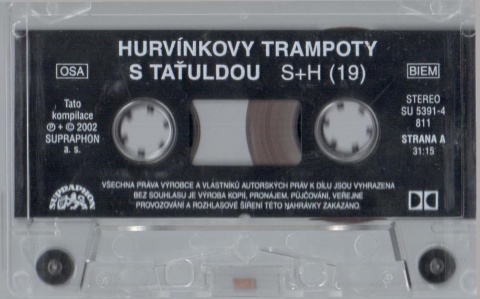 HURVÍNKOVY TRAMPOTY
S TAŤULDOU S+H (19)
OSA
BIEM
Tato
kompilace
℗ + © 2002
SUPRAPHON
a. s.
STEREO
SU 5391-4
811
STRANA A
31:15
VŠECHNA PRÁVA VÝROBCE A VLASTNÍKŮ AUTORSKÝCH PRÁV K DÍLU JSOU VYHRAZENA
BEZ SOUHLASU JE VÝROBA KOPIÍ, PRONÁJEM, PŮJČOVÁNÍ, VEŘEJNÉ
PROVOZOVÁNÍ A ROZHLASOVÉ ŠÍŘENÍ TÉTO NAHRÁVKY ZAKÁZÁNO.
SUPRAPHON